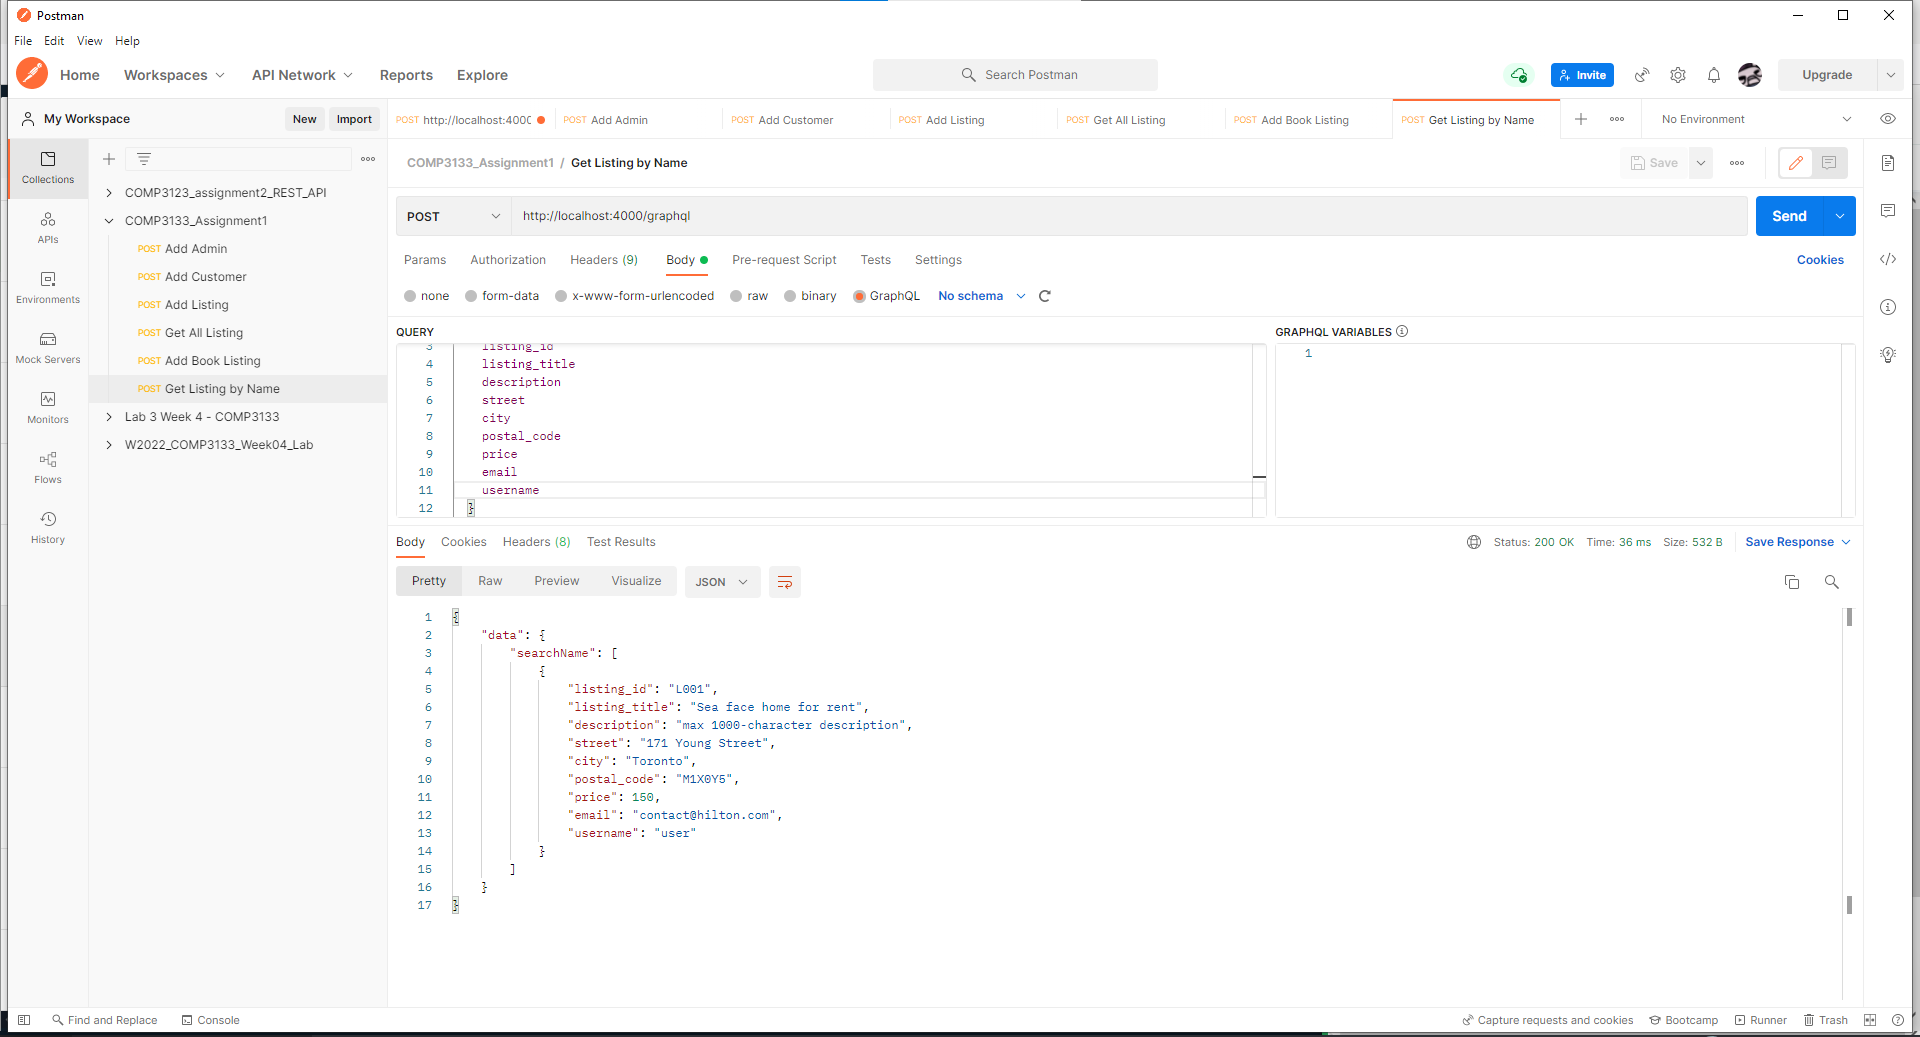 Postman
File Edit View Help
Home Workspaces API Network Reports Explore
Search Postman
Invite
Upgrade
My Workspace
New Import
POST http://localhost:4000
POST Add Admin
POST Add Customer
POST Add Listing
POST Get All Listing
POST Add Book Listing
POST Get Listing by Name
No Environment
Collections
APIs
Environments
Mock Servers
Monitors
Flows
History
COMP3123_assignment2_REST_API
COMP3133_Assignment1
POST Add Admin
POST Add Customer
POST Add Listing
POST Get All Listing
POST Add Book Listing
POST Get Listing by Name
Lab 3 Week 4 - COMP3133
W2022_COMP3133_Week04_Lab
COMP3133_Assignment1 / Get Listing by Name
Save
POST http://localhost:4000/graphql
Send
Params Authorization Headers (9) Body Pre-request Script Tests Settings
Cookies
none form-data x-www-form-urlencoded raw binary GraphQL No schema
QUERY
3 listing_id
4 listing_title
5 description
6 street
7 city
8 postal_code
9 price
10 email
11 username
12 }
GRAPHQL VARIABLES
1
Body Cookies Headers (8) Test Results
Status: 200 OK Time: 36 ms Size: 532 B Save Response
Pretty Raw Preview Visualize JSON
1 {
2 "data": {
3 "searchName": [
4 {
5 "listing_id": "L001",
6 "listing_title": "Sea face home for rent",
7 "description": "max 1000-character description",
8 "street": "171 Young Street",
9 "city": "Toronto",
10 "postal_code": "M1X0Y5",
11 "price": 150,
12 "email": "contact@hilton.com",
13 "username": "user"
14 }
15 ]
16 }
17 }
Find and Replace Console
Capture requests and cookies Bootcamp Runner Trash